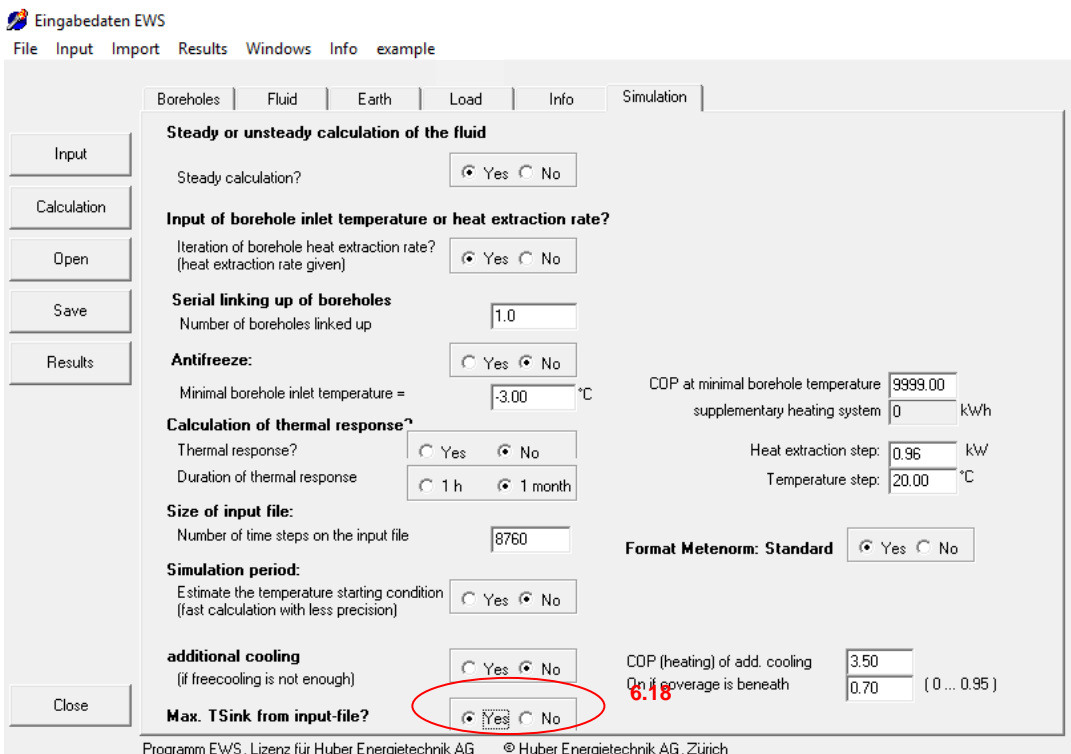 Eingabedaten EWS
File Input Import Results Windows Info example
Boreholes Fluid Earth Load Info Simulation
Steady or unsteady calculation of the fluid
Input
Steady calculation? Yes No
Calculation
Input of borehole inlet temperature or heat extraction rate?
Iteration of borehole heat extraction rate?
(heat extraction rate given) Yes No
Open
Serial linking up of boreholes
Save
Number of boreholes linked up 1.0
Results
Antifreeze: Yes No
Minimal borehole inlet temperature = -3.00 °C
COP at minimal borehole temperature 9999.00
supplementary heating system 0 kWh
Calculation of thermal response?
Thermal response? Yes No
Heat extraction step: 0.96 kW
Duration of thermal response 1 h 1 month
Temperature step: 20.00 °C
Size of input file:
Number of time steps on the input file 8760
Format Metenorm: Standard Yes No
Simulation period:
Estimate the temperature starting condition
(fast calculation with less precision) Yes No
additional cooling
(if freecooling is not enough) Yes No
COP (heating) of add. cooling 3.50
On if coverage is beneath 0.70 ( 0 ... 0.95 )
6.18
Close
Max. TSink from input-file? Yes No
Programm EWS, Lizenz für Huber Energietechnik AG © Huber Energietechnik AG, Zürich